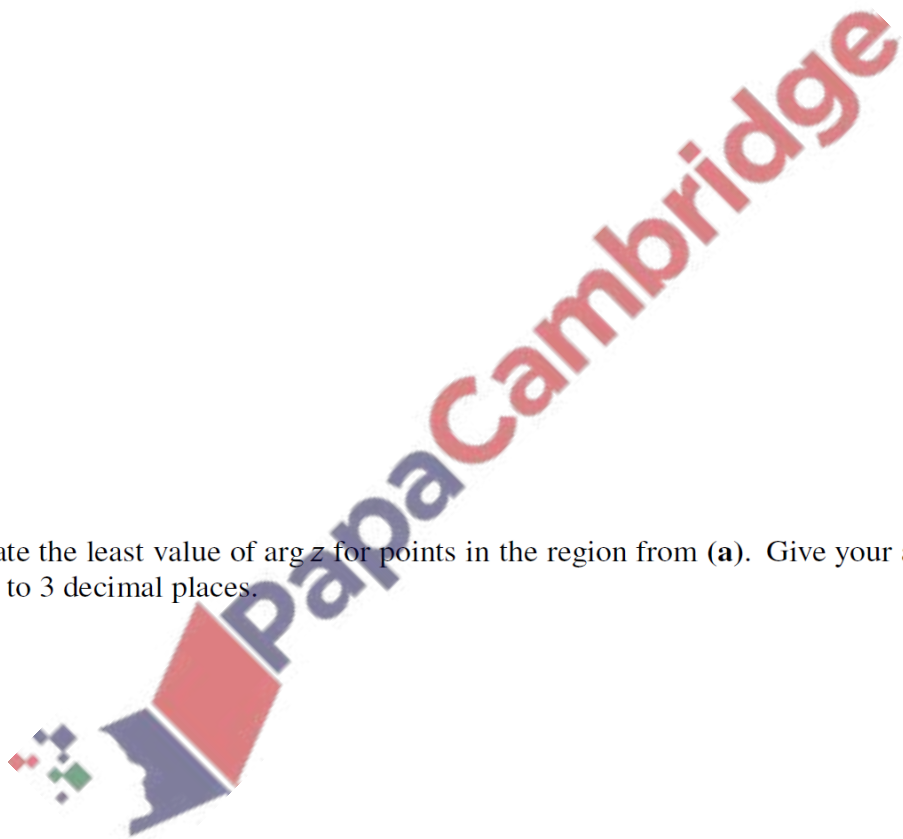 PapaCambridge
ate the least value of arg z for points in the region from (a). Give your
to 3 decimal places.